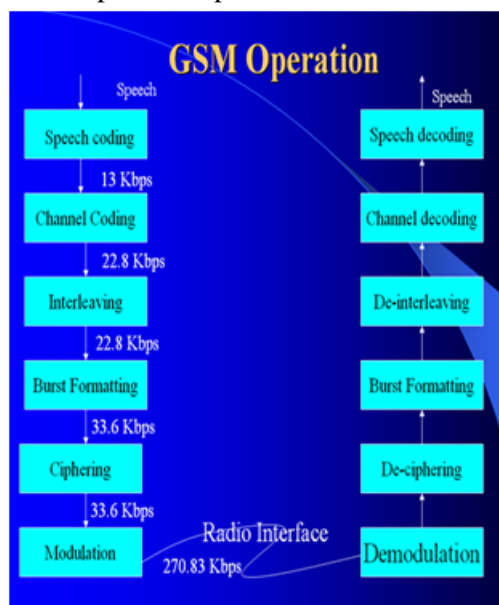 GSM Operation
Speech
Speech coding
13 Kbps
Channel Coding
22.8 Kbps
Interleaving
22.8 Kbps
Burst Formatting
33.6 Kbps
Ciphering
33.6 Kbps
Modulation
Radio Interface
270.83 Kbps
Speech
Speech decoding
Channel decoding
De-interleaving
Burst Formatting
De-ciphering
Demodulation